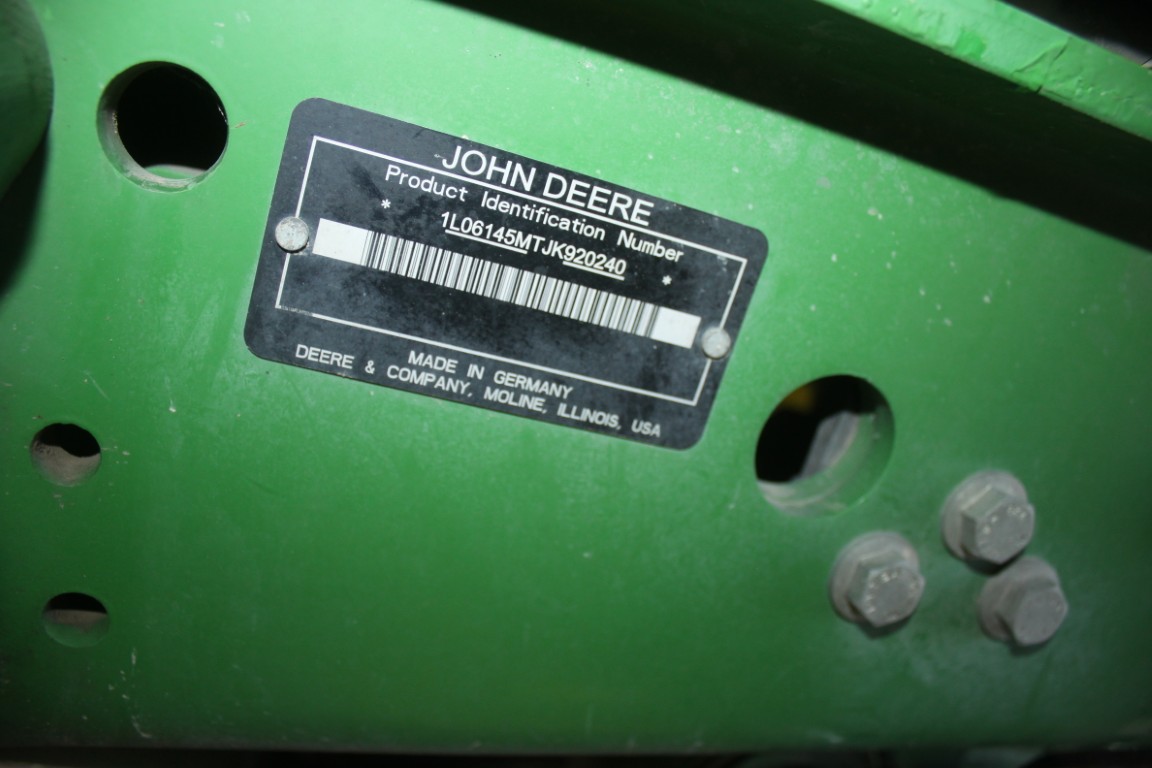 JOHN DEERE
Product Identification Number
* 1L06145MTJK920240 *
MADE IN GERMANY
DEERE & COMPANY, MOLINE, ILLINOIS, USA